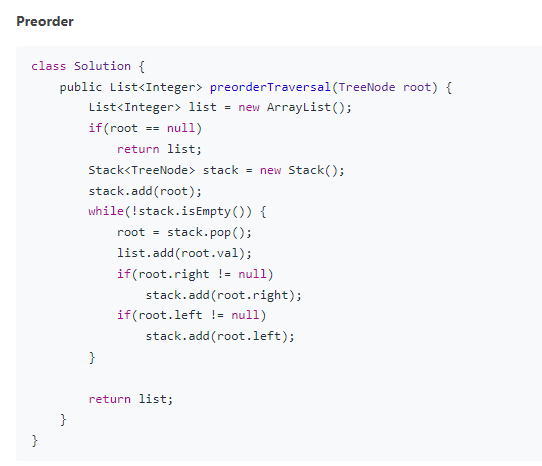 Preorder
class Solution {
    public List<Integer> preorderTraversal(TreeNode root) {
        List<Integer> list = new ArrayList();
        if(root == null)
            return list;
        Stack<TreeNode> stack = new Stack();
        stack.add(root);
        while(!stack.isEmpty()) {
            root = stack.pop();
            list.add(root.val);
            if(root.right != null)
                stack.add(root.right);
            if(root.left != null)
                stack.add(root.left);
        }

        return list;
    }
}